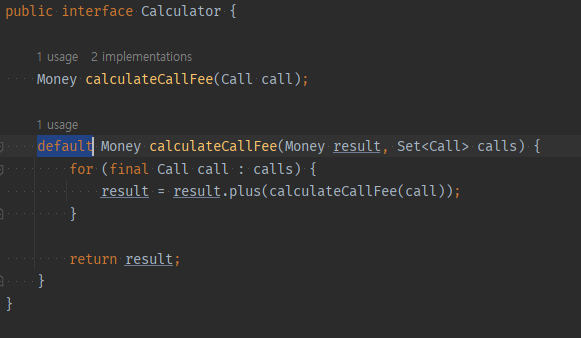 public interface Calculator {
1 usage 2 implementations
Money calculateCallFee(Call call);
1 usage
default Money calculateCallFee(Money result, Set<Call> calls) {
for (final Call call : calls) {
result = result.plus(calculateCallFee(call));
}
return result;
}
}